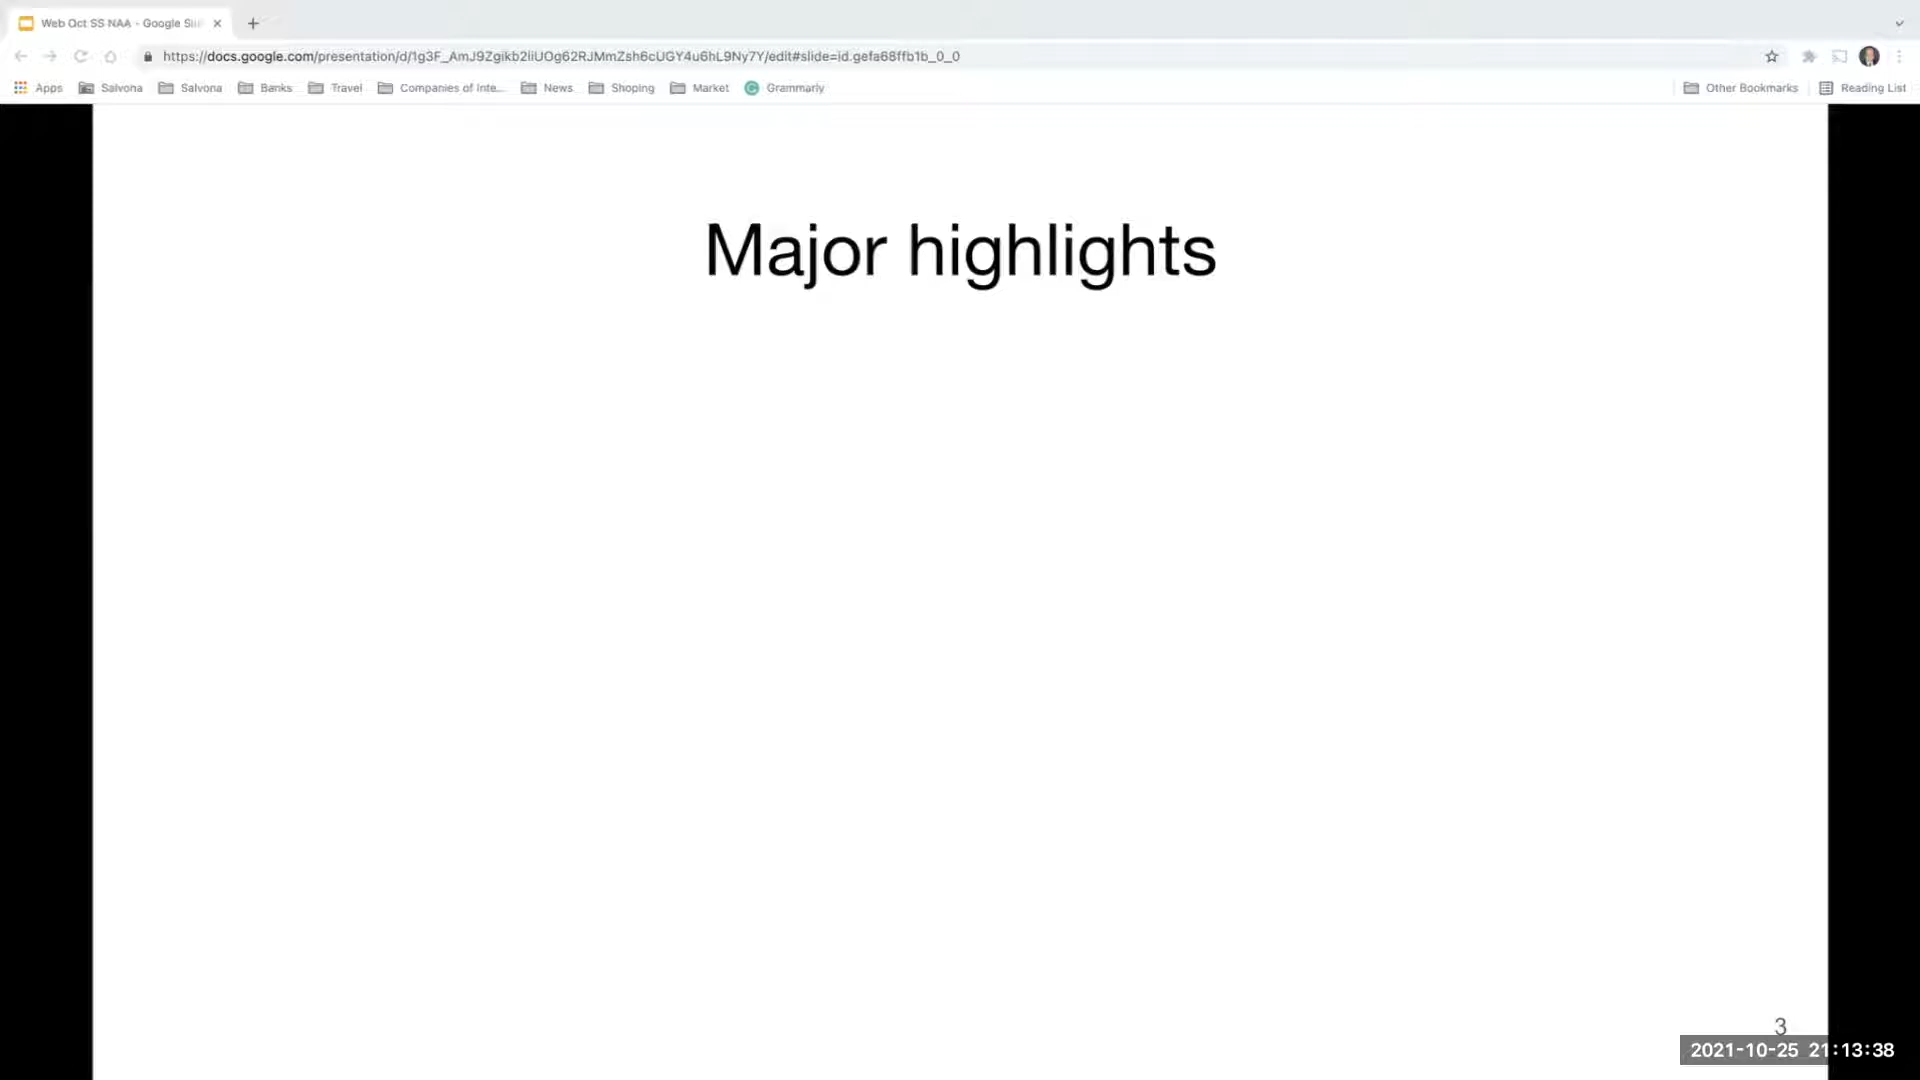 Web Oct SS NAA - Google Sli
https://docs.google.com/presentation/d/1g3F_AmJ9Zgikb2liUOg62RJMmZsh6cUGY4u6hL9Ny7Y/edit#slide=id.gefa68ffb1b_0_0
Apps Salvona Salvona Banks Travel Companies of Inte... News Shoping Market Grammarly Other Bookmarks Reading List
Major highlights
3
2021-10-25 21:13:38